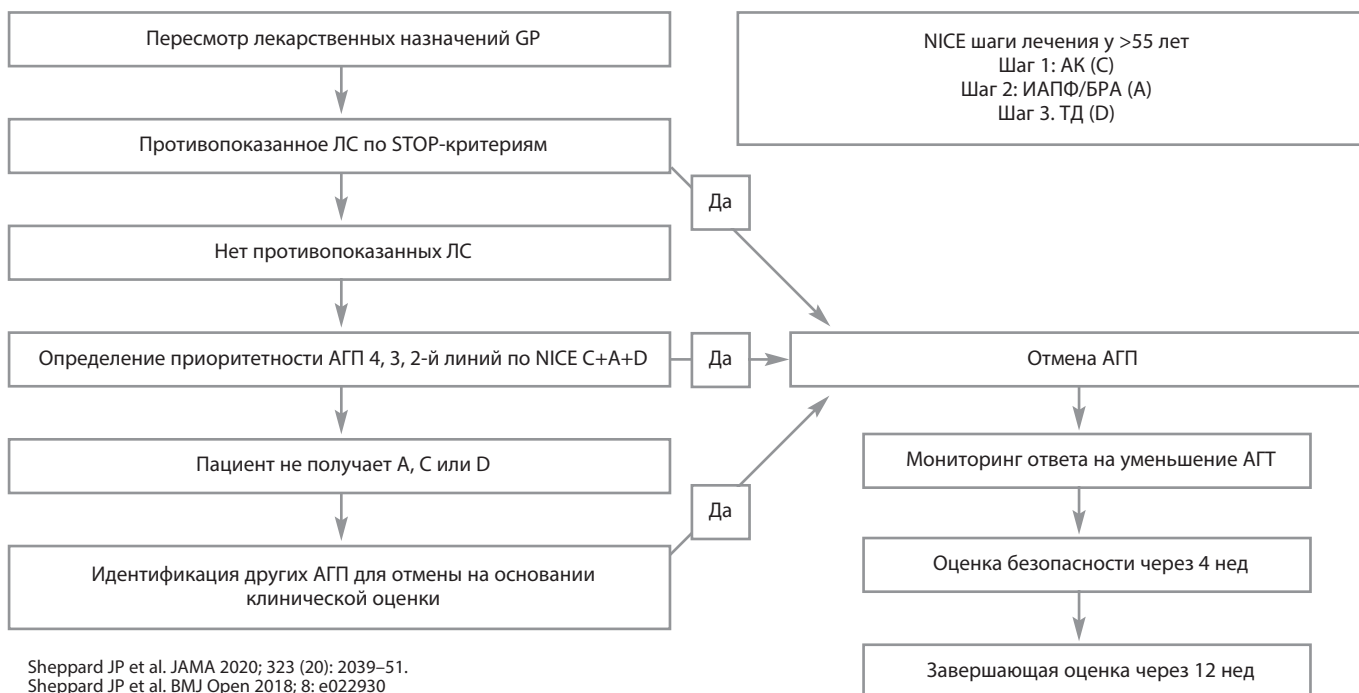 Пересмотр лекарственных назначений GP
Противопоказанное ЛС по STOP-критериям
Да
Нет противопоказанных ЛС
Определение приоритетности АГП 4, 3, 2-й линий по NICE C+A+D
Да
Пациент не получает А, С или D
Да
Идентификация других АГП для отмены на основании
клинической оценки
NICE шаги лечения у >55 лет
Шаг 1: АК (С)
Шаг 2: ИАПФ/БРА (А)
Шаг 3. ТД (D)
Отмена АГП
Мониторинг ответа на уменьшение АГТ
Оценка безопасности через 4 нед
Завершающая оценка через 12 нед
Sheppard JP et al. JAMA 2020; 323 (20): 2039–51.
Sheppard JP et al. BMJ Open 2018; 8: e022930